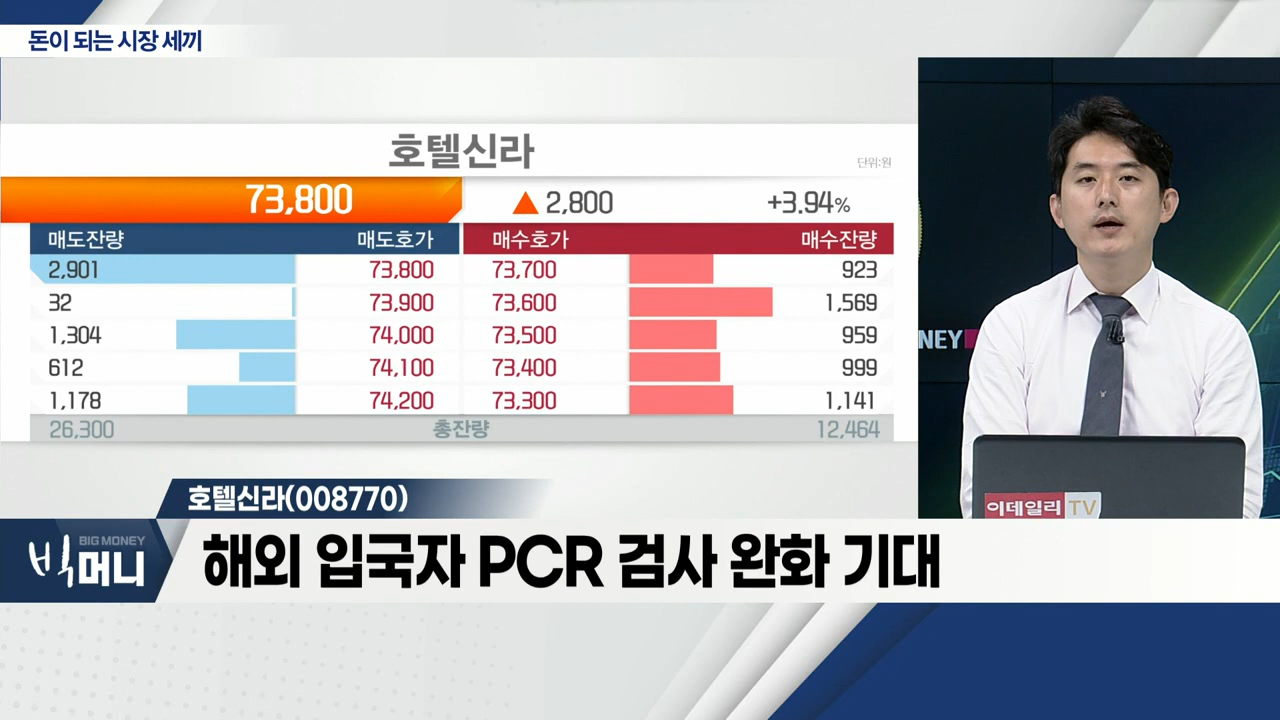 돈이 되는 시장 세끼
호텔신라
단위:원
73,800 ▲ 2,800 +3.94%
매도잔량 매도호가 매수호가 매수잔량
2,901 73,800 73,700 923
32 73,900 73,600 1,569
1,304 74,000 73,500 959
612 74,100 73,400 999
1,178 74,200 73,300 1,141
26,300 총잔량 12,464
NEY
이데일리 TV
호텔신라(008770)
BIG MONEY
빅머니
해외 입국자 PCR 검사 완화 기대